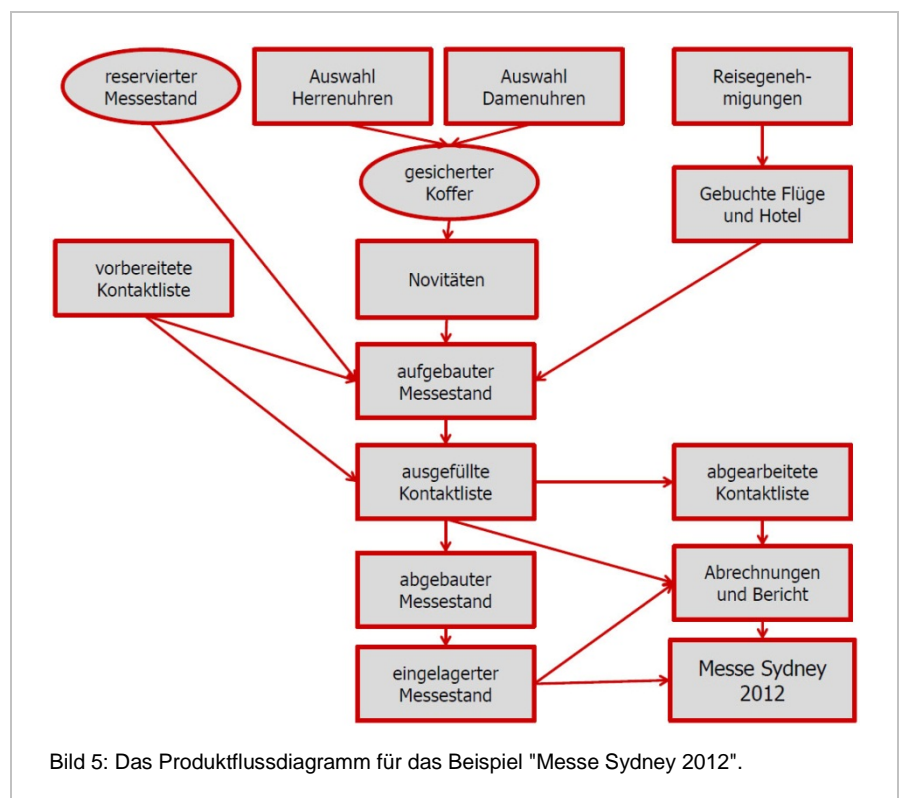 reservierter
Messestand
Auswahl
Herrenuhren
Auswahl
Damenuhren
Reisegeneh-
migungen
gesicherter
Koffer
Gebuchte Flüge
und Hotel
vorbereitete
Kontaktliste
Novitäten
aufgebauter
Messestand
ausgefüllte
Kontaktliste
abgearbeitete
Kontaktliste
abgebauter
Messestand
Abrechnungen
und Bericht
eingelagerter
Messestand
Messe Sydney
2012
Bild 5: Das Produktflussdiagramm für das Beispiel "Messe Sydney 2012".